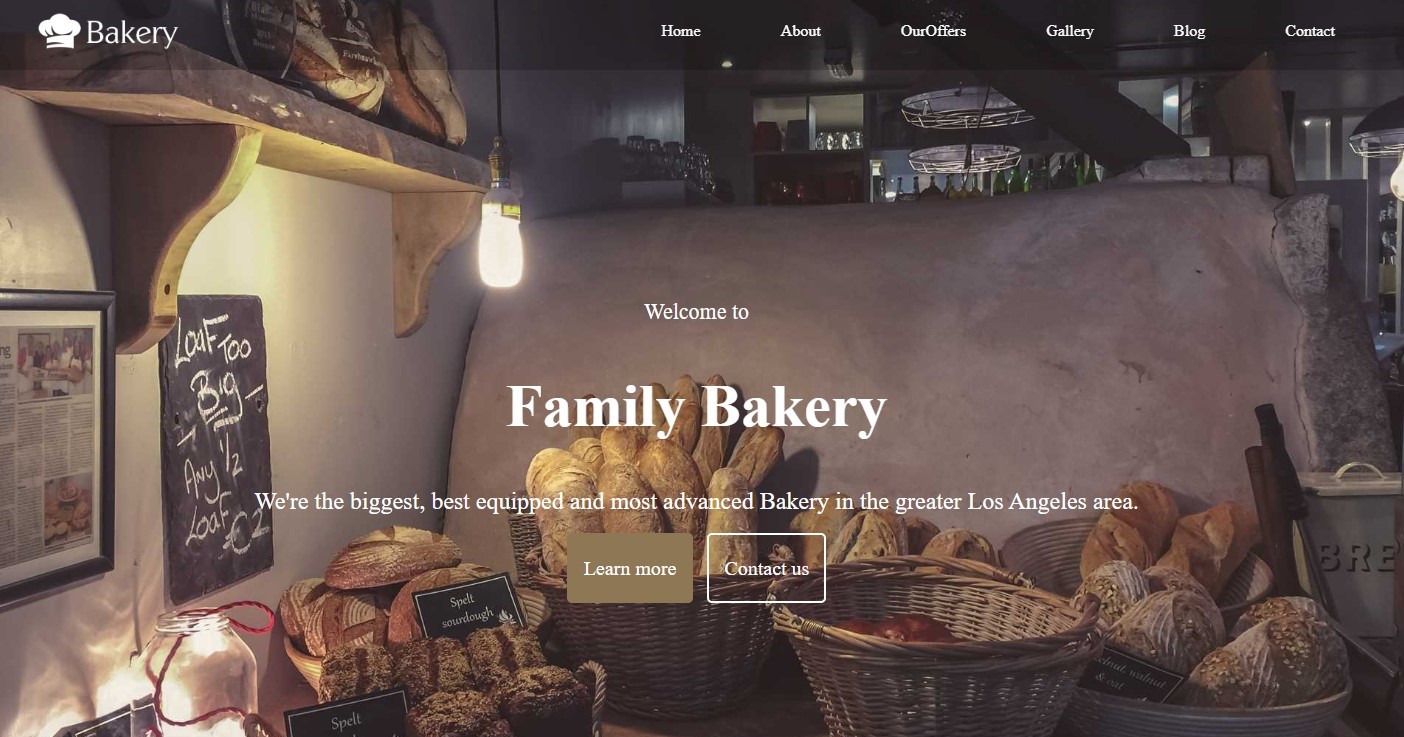 Bakery
Home About OurOffers Gallery Blog Contact
Welcome to
Family Bakery
We're the biggest, best equipped and most advanced Bakery in the greater Los Angeles area.
Learn more Contact us
LOAF TOO
BIG
ANY 1/2
LOAF €2
Spelt
sourdough
Spelt
walnut
& oat
BRE